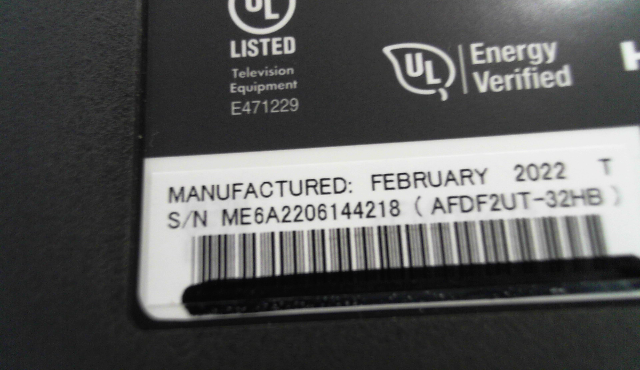 UL
LISTED
Television
Equipment
E471229
UL
Energy
Verified
MANUFACTURED: FEBRUARY 2022 T
S/N ME6A2206144218 ( AFDF2UT-32HB )